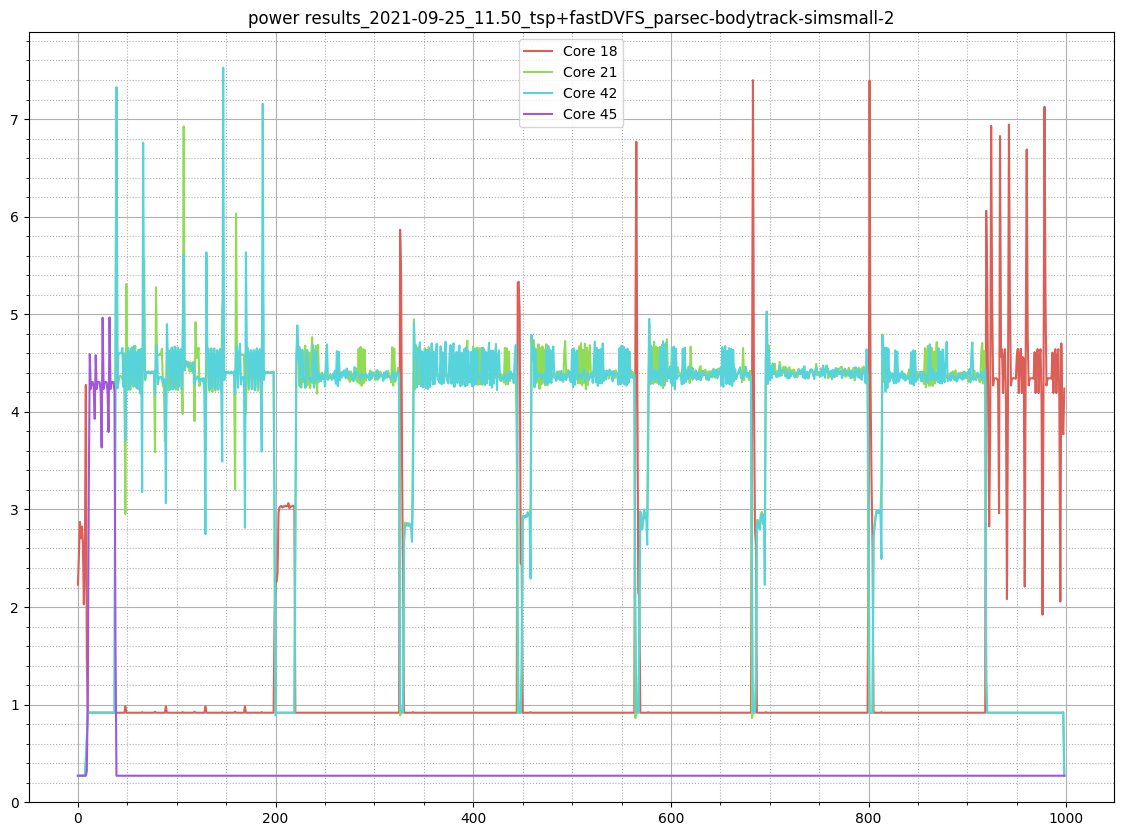 power results_2021-09-25_11.50_tsp+fastDVFS_parsec-bodytrack-simsmall-2
Core 18
Core 21
Core 42
Core 45
7
6
5
4
3
2
1
0
0 200 400 600 800 1000